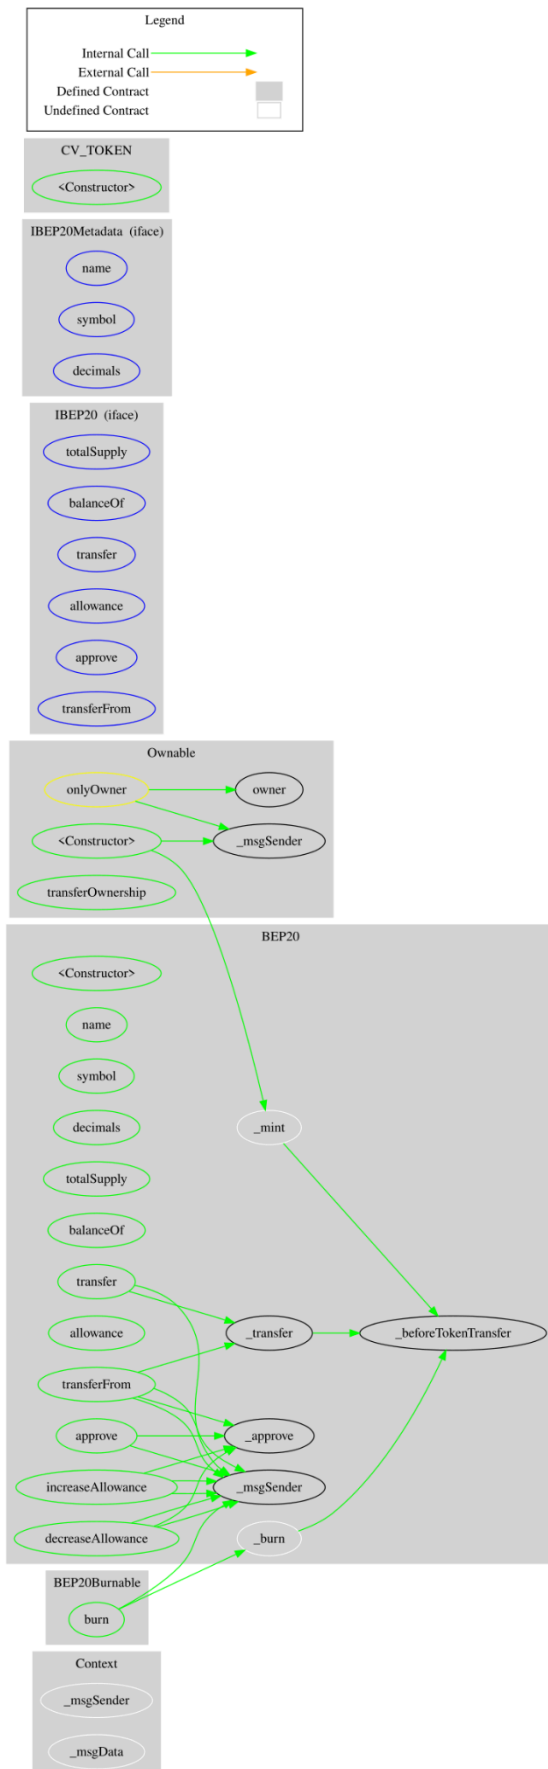 Legend
Internal Call
External Call
Defined Contract
Undefined Contract
CV_TOKEN
<Constructor>
IBEP20Metadata (iface)
name
symbol
decimals
IBEP20 (iface)
totalSupply
balanceOf
transfer
allowance
approve
transferFrom
Ownable
onlyOwner
owner
<Constructor>
_msgSender
transferOwnership
BEP20
<Constructor>
name
symbol
decimals
_mint
totalSupply
balanceOf
transfer
allowance
_transfer
_beforeTokenTransfer
transferFrom
approve
_approve
increaseAllowance
_msgSender
decreaseAllowance
_burn
BEP20Burnable
burn
Context
_msgSender
_msgData